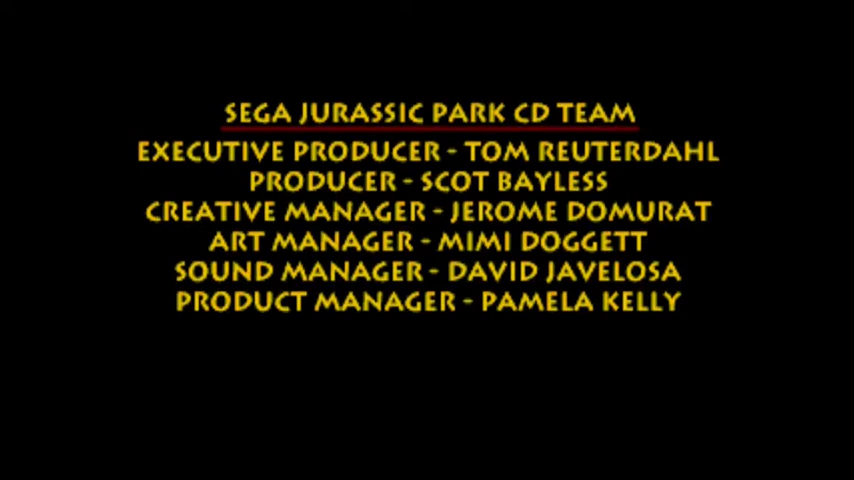 SEGA JURASSIC PARK CD TEAM
EXECUTIVE PRODUCER - TOM REUTERDAHL
PRODUCER - SCOT BAYLESS
CREATIVE MANAGER - JEROME DOMURAT
ART MANAGER - MIMI DOGGETT
SOUND MANAGER - DAVID JAVELOSA
PRODUCT MANAGER - PAMELA KELLY